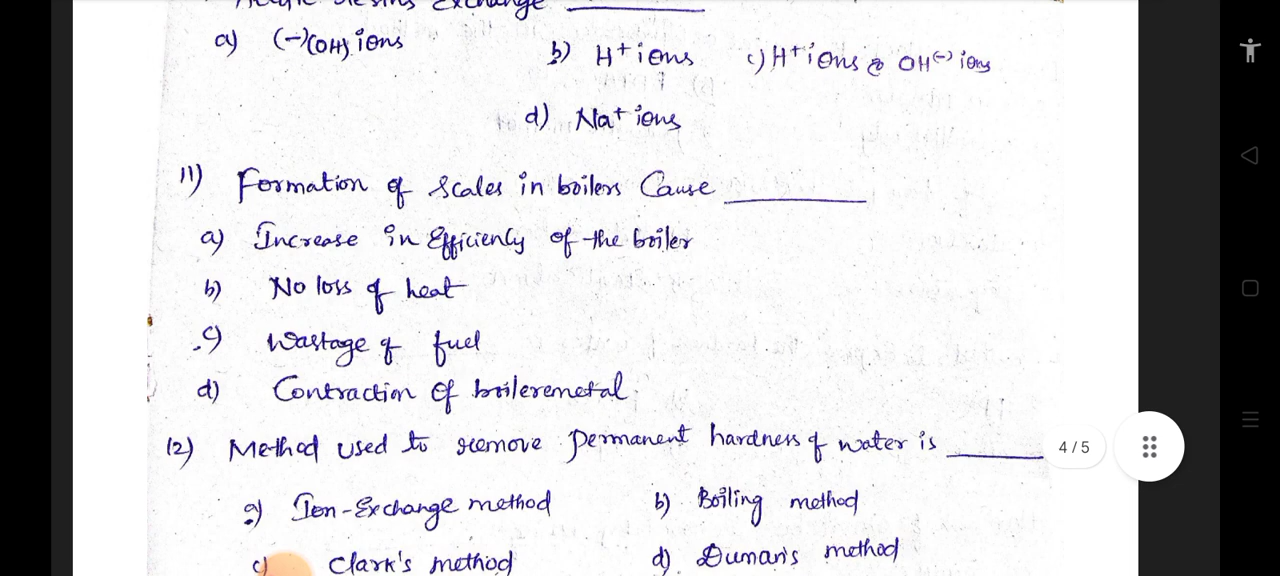 Exchange
a) (-)(OH) ions
b) H+ ions c) H+ ions & OH(-) ions
d) Na+ ions
11) Formation of Scales in boilers Cause
a) Increase in Efficiency of the boiler
b) No loss of heat
c) Wastage of fuel
d) Contraction of boileremetal
12) Method used to remove permanent hardness of water is
4/5
a) Ion-Exchange method b) Boiling method
c) Clark's method d) Duman's method